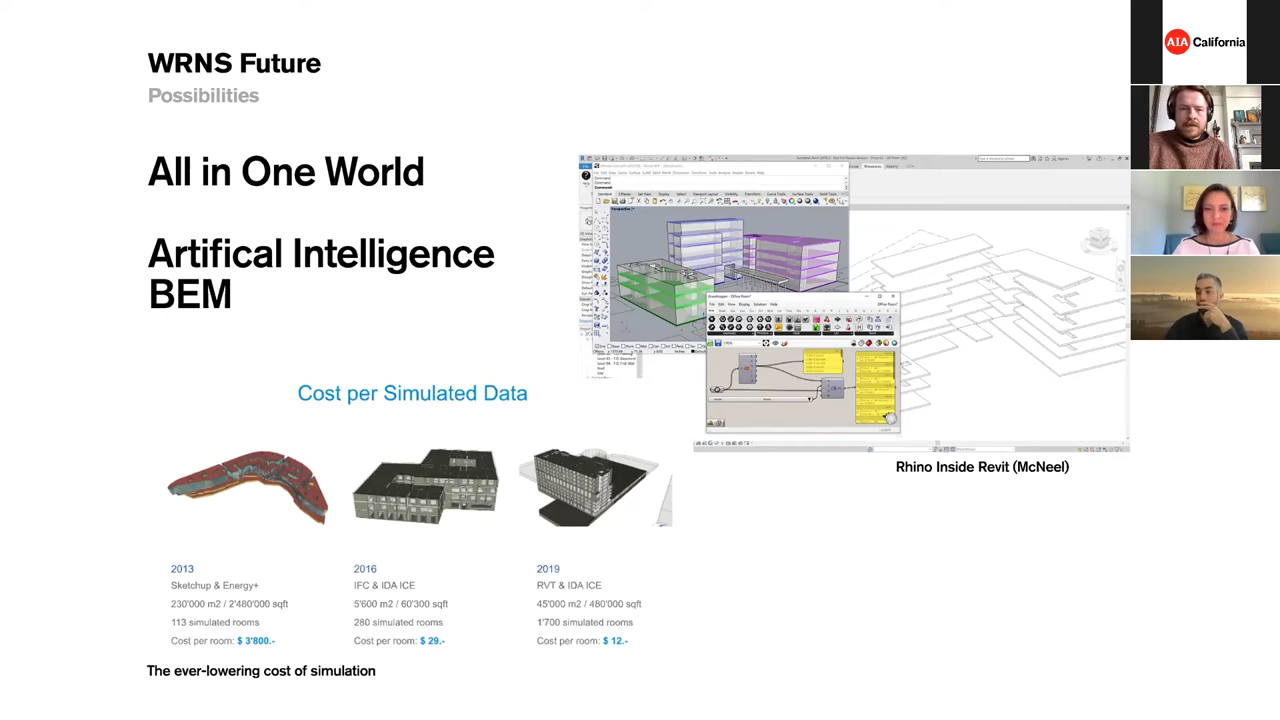 WRNS Future
Possibilities
All in One World
Artifical Intelligence
BEM
Cost per Simulated Data
2013
Sketchup & Energy+
230'000 m2 / 2'480'000 sqft
113 simulated rooms
Cost per room: $ 3'800.-
2016
IFC & IDA ICE
5'600 m2 / 60'300 sqft
280 simulated rooms
Cost per room: $ 29.-
2019
RVT & IDA ICE
45'000 m2 / 480'000 sqft
1'700 simulated rooms
Cost per room: $ 12.-
The ever-lowering cost of simulation
Perspective
Rhino Inside Revit (McNeel)
AIA California